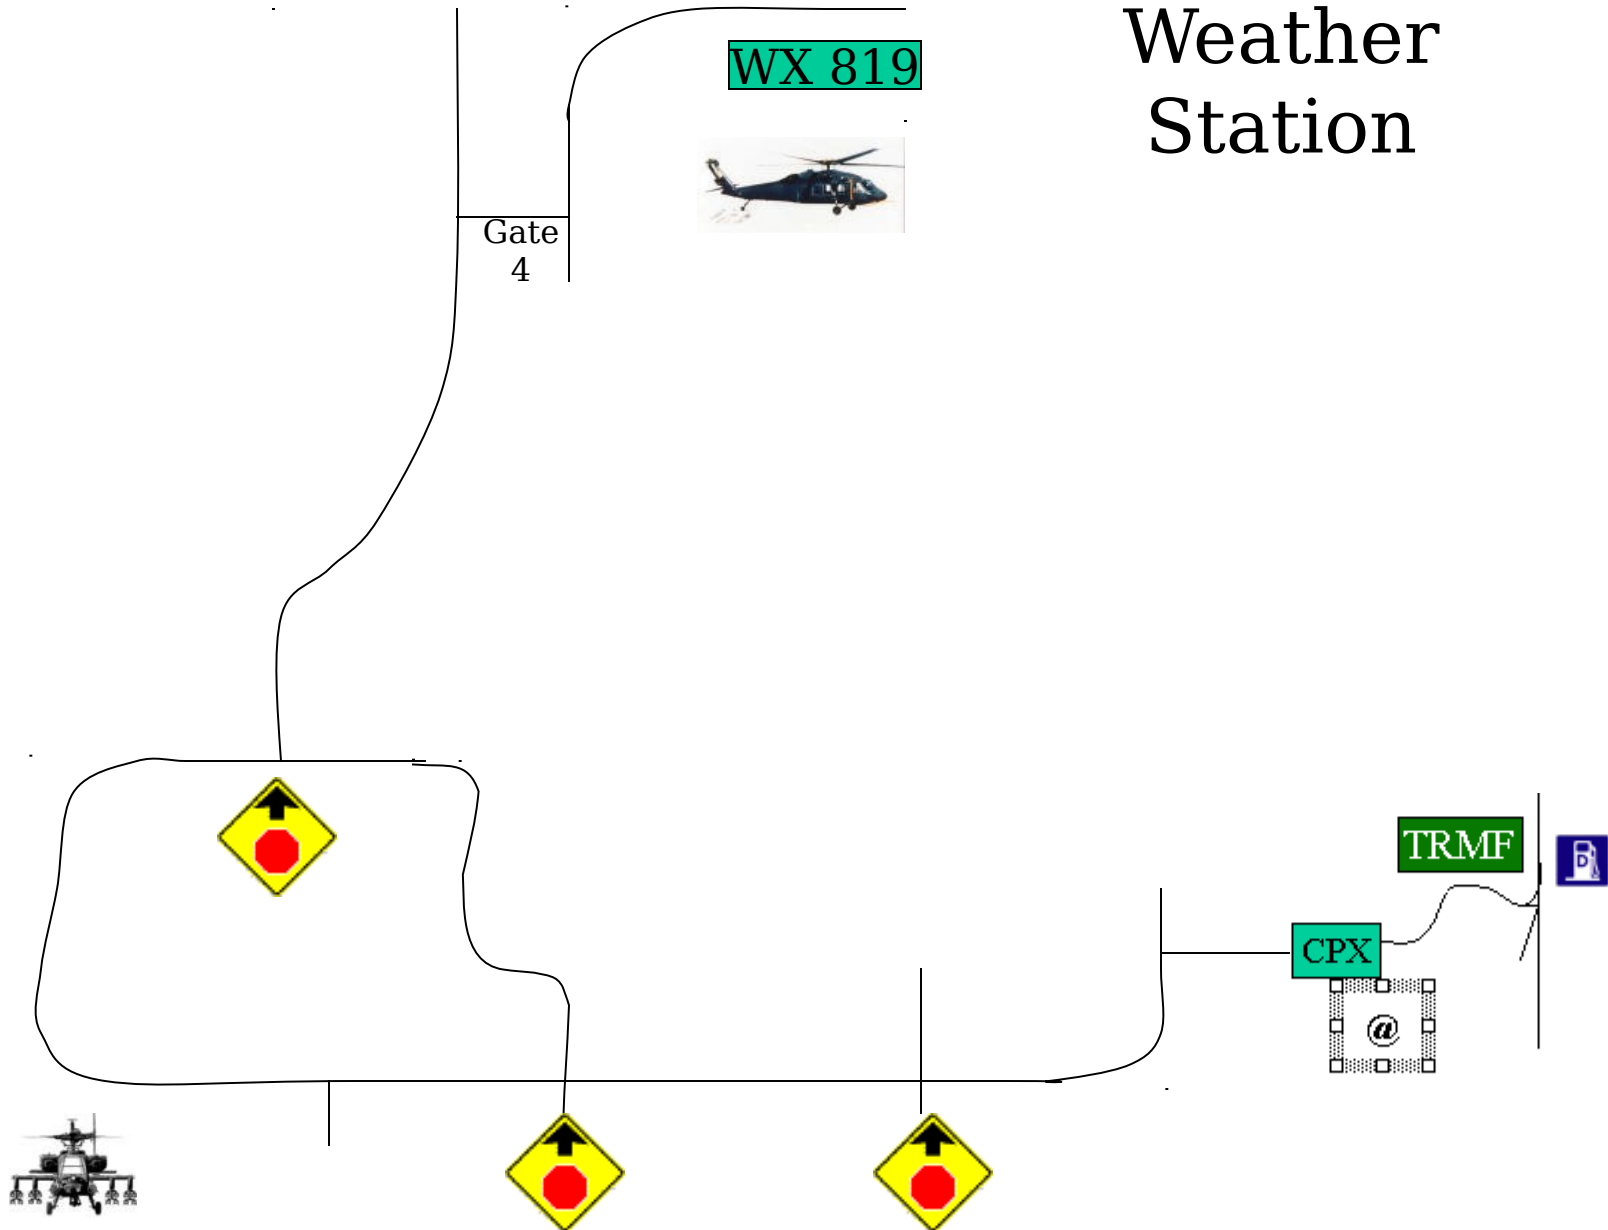 Weather
Station
WX 819
Gate
4
TRMF
D
CPX
@